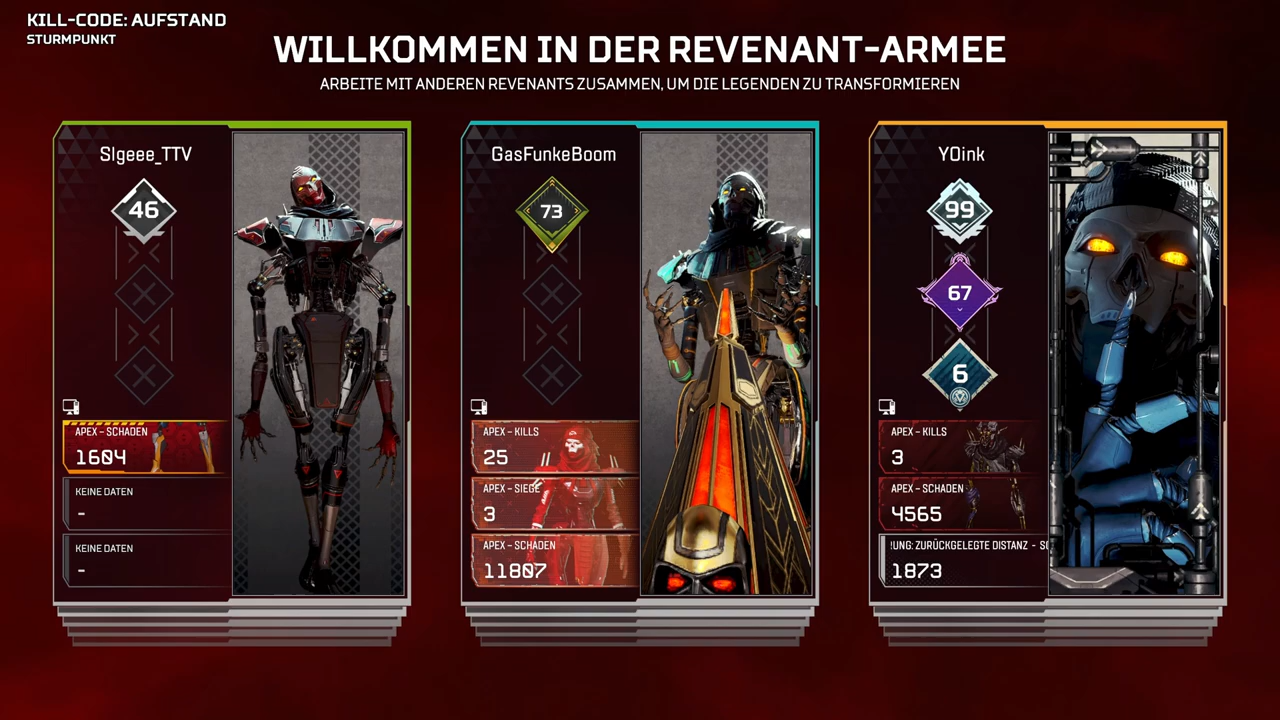 KILL-CODE: AUFSTAND
STURMPUNKT
WILLKOMMEN IN DER REVENANT-ARMEE
ARBEITE MIT ANDEREN REVENANTS ZUSAMMEN, UM DIE LEGENDEN ZU TRANSFORMIEREN
SIgeee_TTV
46
APEX - SCHADEN
1604
KEINE DATEN
-
KEINE DATEN
-
GasFunkeBoom
73
APEX - KILLS
25
APEX - SIEGE
3
APEX - SCHADEN
11807
YOink
99
67
6
APEX - KILLS
3
APEX - SCHADEN
4565
!UNG: ZURÜCKGELEGTE DISTANZ - S
1873